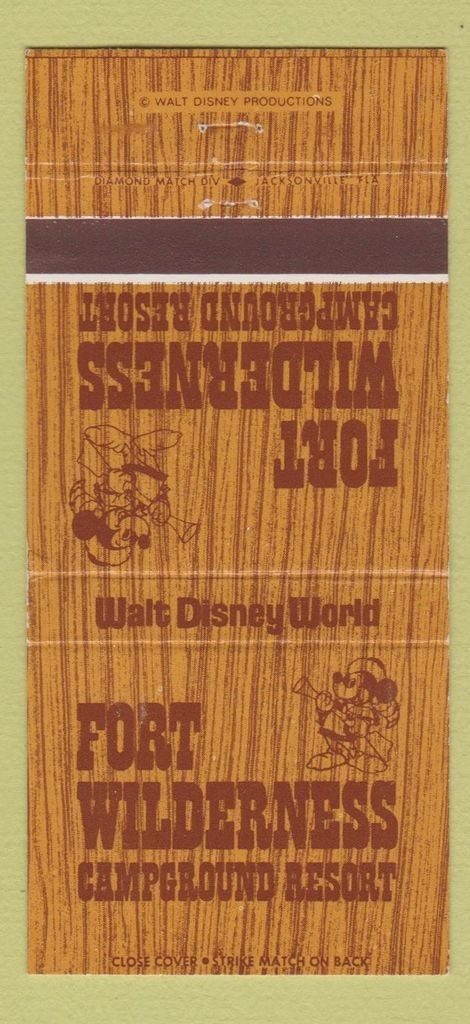 © WALT DISNEY PRODUCTIONS
DIAMOND MATCH DIV ◆ JACKSONVILLE, FLA
CAMPGROUND RESORT
WILDERNESS
FORT
Walt Disney World
FORT
WILDERNESS
CAMPGROUND RESORT
CLOSE COVER • STRIKE MATCH ON BACK